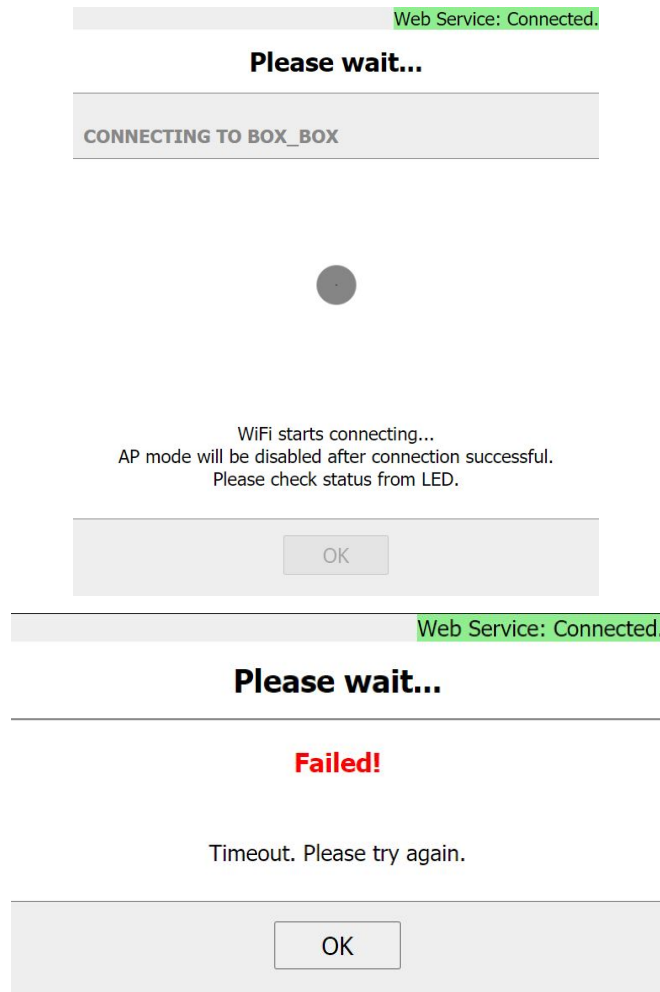 Web Service: Connected.
Please wait...
CONNECTING TO BOX_BOX
WiFi starts connecting...
AP mode will be disabled after connection successful.
Please check status from LED.
OK
Web Service: Connected.
Please wait...
Failed!
Timeout. Please try again.
OK